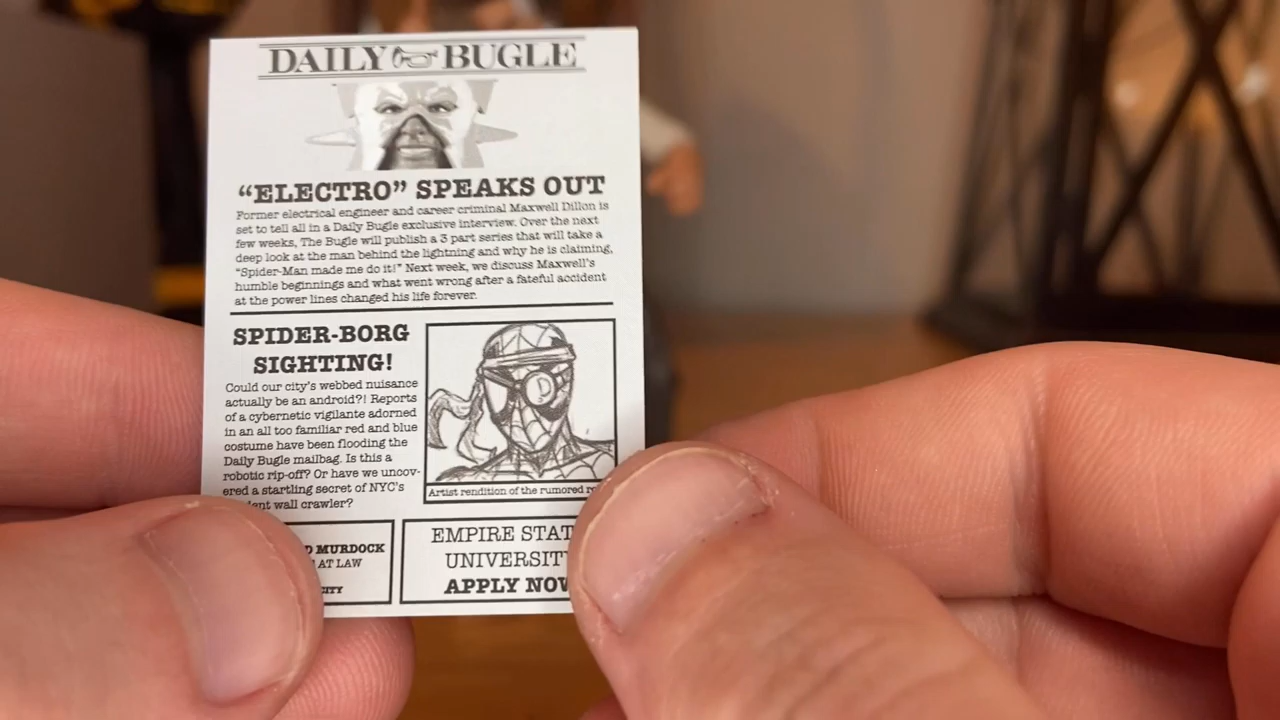 DAILY BUGLE
"ELECTRO" SPEAKS OUT
Former electrical engineer and career criminal Maxwell Dillon is
set to tell all in a Daily Bugle exclusive interview. Over the next
few weeks, The Bugle will publish a 3 part series that will take a
deep look at the man behind the lightning and why he is claiming,
"Spider-Man made me do it!" Next week, we discuss Maxwell's
humble beginnings and what went wrong after a fateful accident
at the power lines changed his life forever.
SPIDER-BORG
SIGHTING!
Could our city's webbed nuisance
actually be an android?! Reports
of a cybernetic vigilante adorned
in an all too familiar red and blue
costume have been flooding the
Daily Bugle mailbag. Is this a
robotic rip-off? Or have we uncov-
ered a startling secret of NYC's
wall crawler?
Artist rendition of the rumored
MURDOCK
AT LAW
CITY
EMPIRE STAT
UNIVERSIT
APPLY NOW